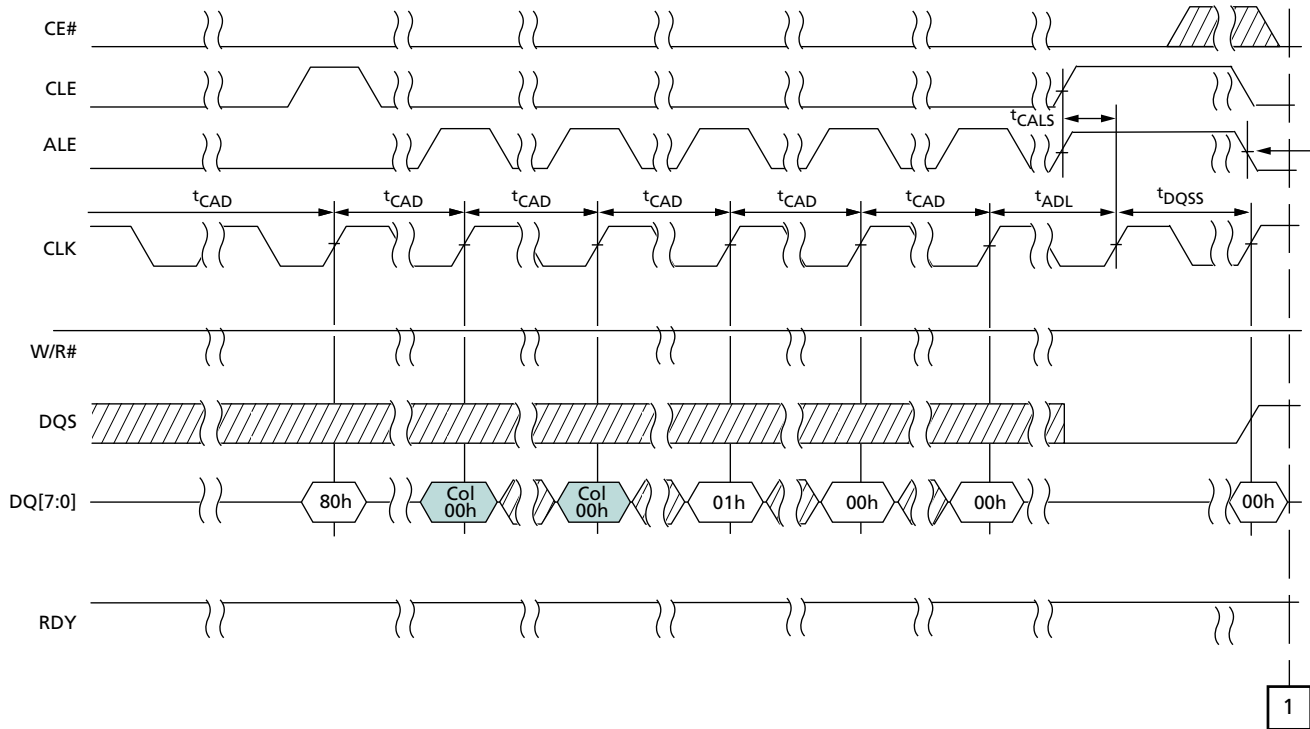 CE#
CLE
tCALS
ALE
tCAD tCAD tCAD tCAD tCAD tCAD tADL tDQSS
CLK
W/R#
DQS
DQ[7:0] 80h Col 00h Col 00h 01h 00h 00h 00h
RDY
1